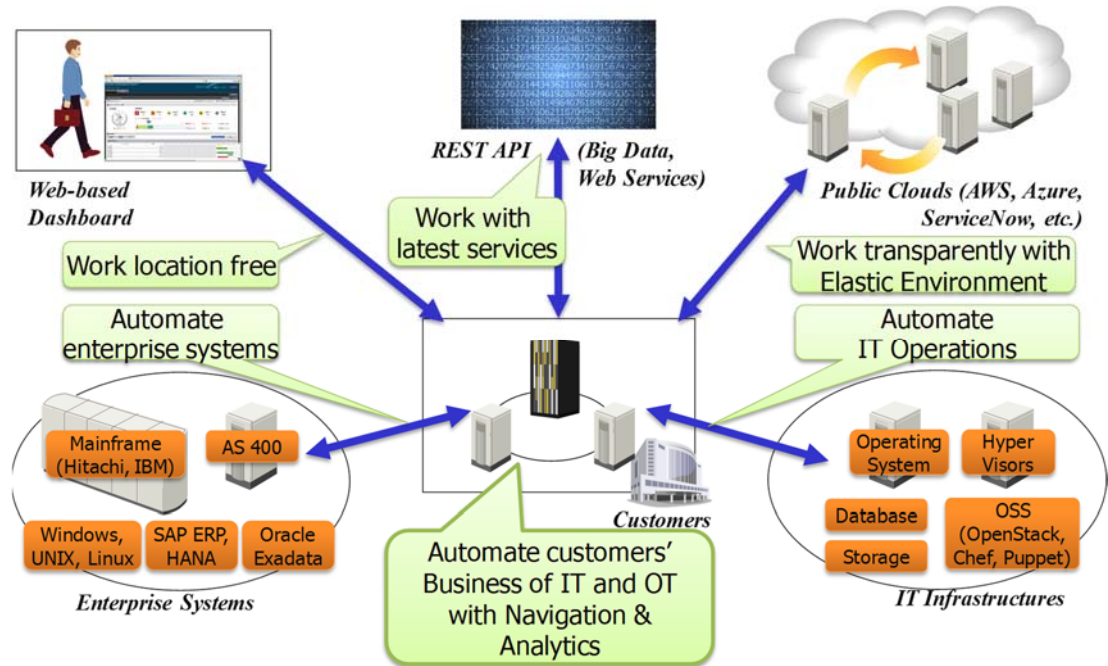 REST API
(Big Data,
Web Services)
Web-based
Dashboard
Public Clouds (AWS, Azure,
ServiceNow, etc.)
Work with
latest services
Work location free
Work transparently with
Elastic Environment
Automate
enterprise systems
Automate
IT Operations
Mainframe
(Hitachi, IBM)
AS 400
Windows,
UNIX, Linux
SAP ERP,
HANA
Oracle
Exadata
Enterprise Systems
Customers
Automate customers’
Business of IT and OT
with Navigation &
Analytics
Operating
System
Hyper
Visors
Database
Storage
OSS
(OpenStack,
Chef, Puppet)
IT Infrastructures